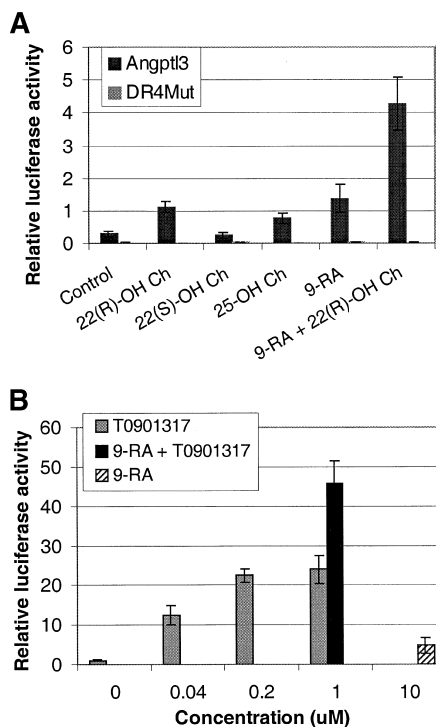 A
Relative luciferase activity
6
5
4
3
2
1
0
Angptl3
DR4Mut
Control
22(R)-OH Ch
22(S)-OH Ch
25-OH Ch
9-RA
9-RA + 22(R)-OH Ch
B
Relative luciferase activity
60
50
40
30
20
10
0
T0901317
9-RA + T0901317
9-RA
0 0.04 0.2 1 10
Concentration (uM)